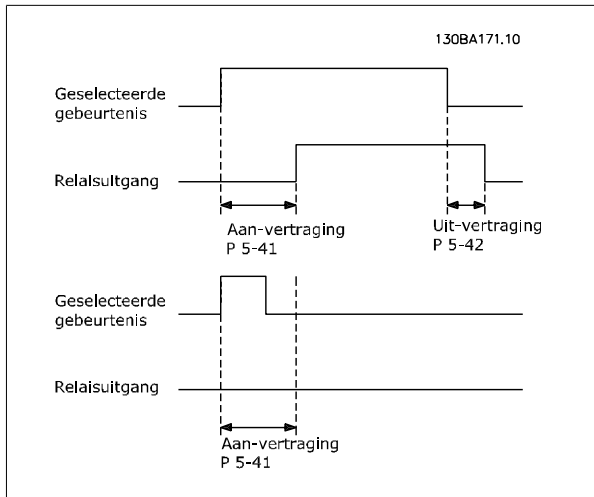 130BA171.10
Geselecteerde
gebeurtenis
Relaisuitgang
Aan-vertraging
P 5-41
Uit-vertraging
P 5-42
Geselecteerde
gebeurtenis
Relaisuitgang
Aan-vertraging
P 5-41